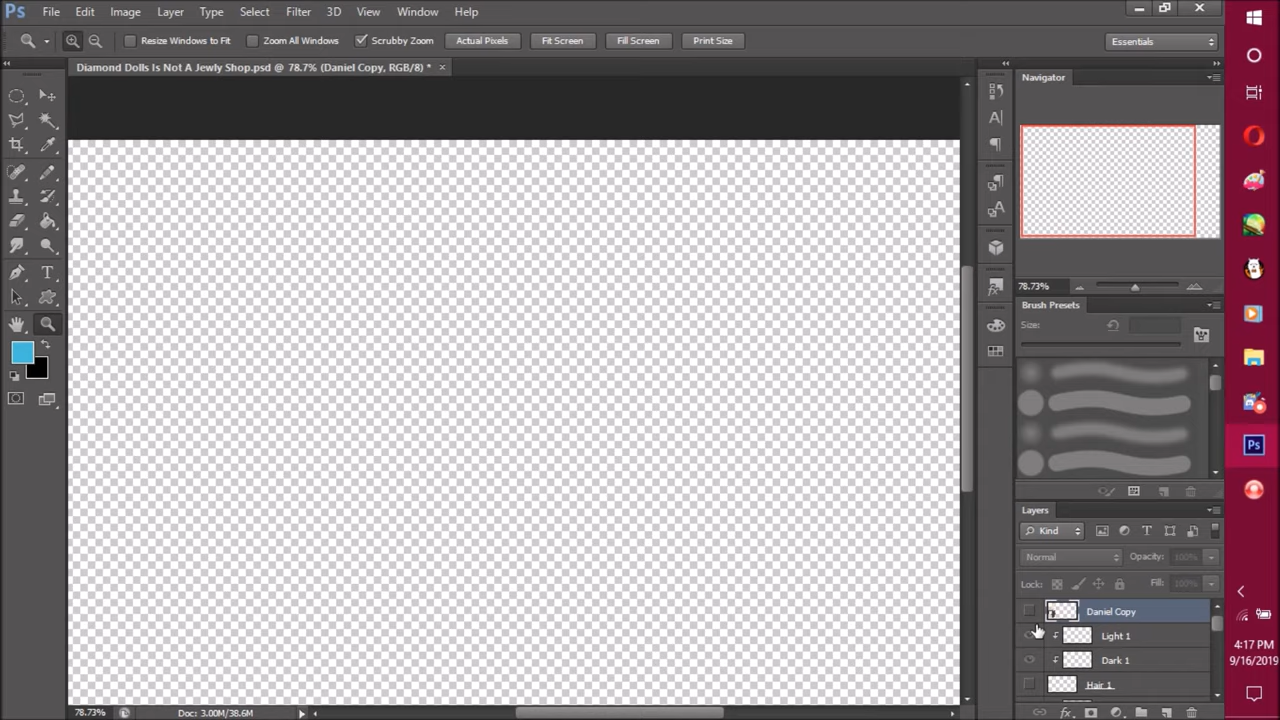 Ps File Edit Image Layer Type Select Filter 3D View Window Help
Resize Windows to Fit Zoom All Windows Scrubby Zoom Actual Pixels Fit Screen Fill Screen Print Size Essentials
Diamond Dolls Is Not A Jewly Shop.psd @ 78.7% (Daniel Copy, RGB/8) *
Navigator
78.73%
Brush Presets
Size:
Layers
Kind
Normal Opacity: 100%
Lock: Fill: 100%
Daniel Copy
Light 1
Dark 1
Hair 1
78.73% Doc: 3.00M/38.6M
Ps
4:17 PM
9/16/2019